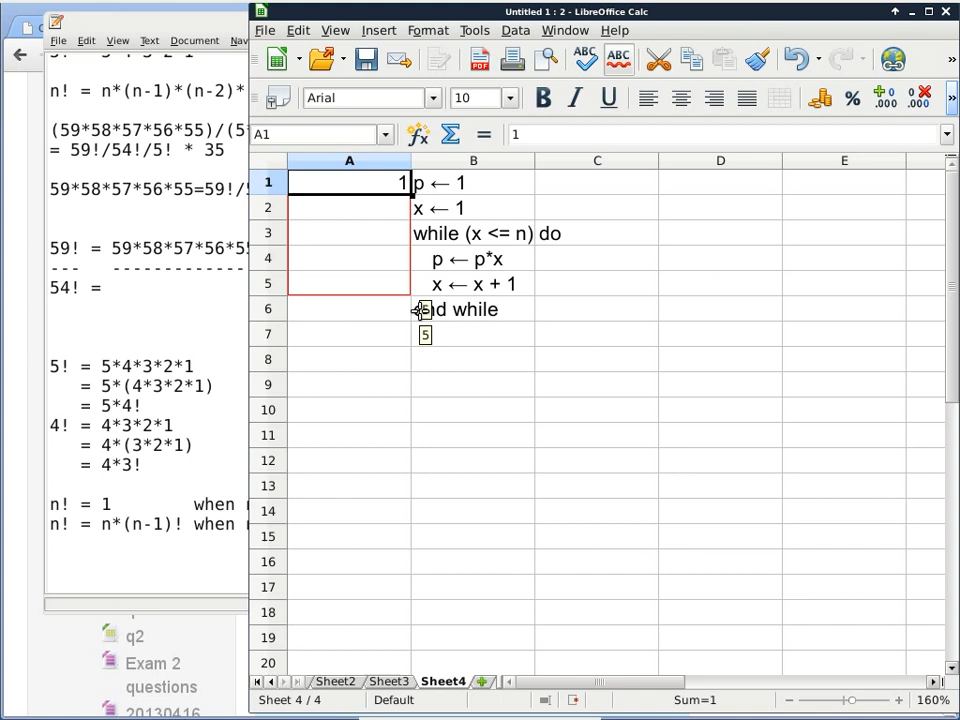 Untitled 1 : 2 - LibreOffice Calc
File Edit View Insert Format Tools Data Window Help
Arial 10
A1 1
A B C D E
1 1 p ← 1
2 x ← 1
3 while (x <= n) do
4 p ← p*x
5 x ← x + 1
6 end while
7 5
8
9
10
11
12
13
14
15
16
17
18
19
20
Sheet2 Sheet3 Sheet4
Sheet 4 / 4 Default Sum=1 160%
File Edit View Text Document Nav
n! = n*(n-1)*(n-2)*
(59*58*57*56*55)/(5
= 59!/54!/5! * 35
59*58*57*56*55=59!/5
59! = 59*58*57*56*5
--- -------------
54! =
5! = 5*4*3*2*1
= 5*(4*3*2*1)
= 5*4!
4! = 4*3*2*1
= 4*(3*2*1)
= 4*3!
n! = 1 when n
n! = n*(n-1)! when n
q2
Exam 2
questions
20130416